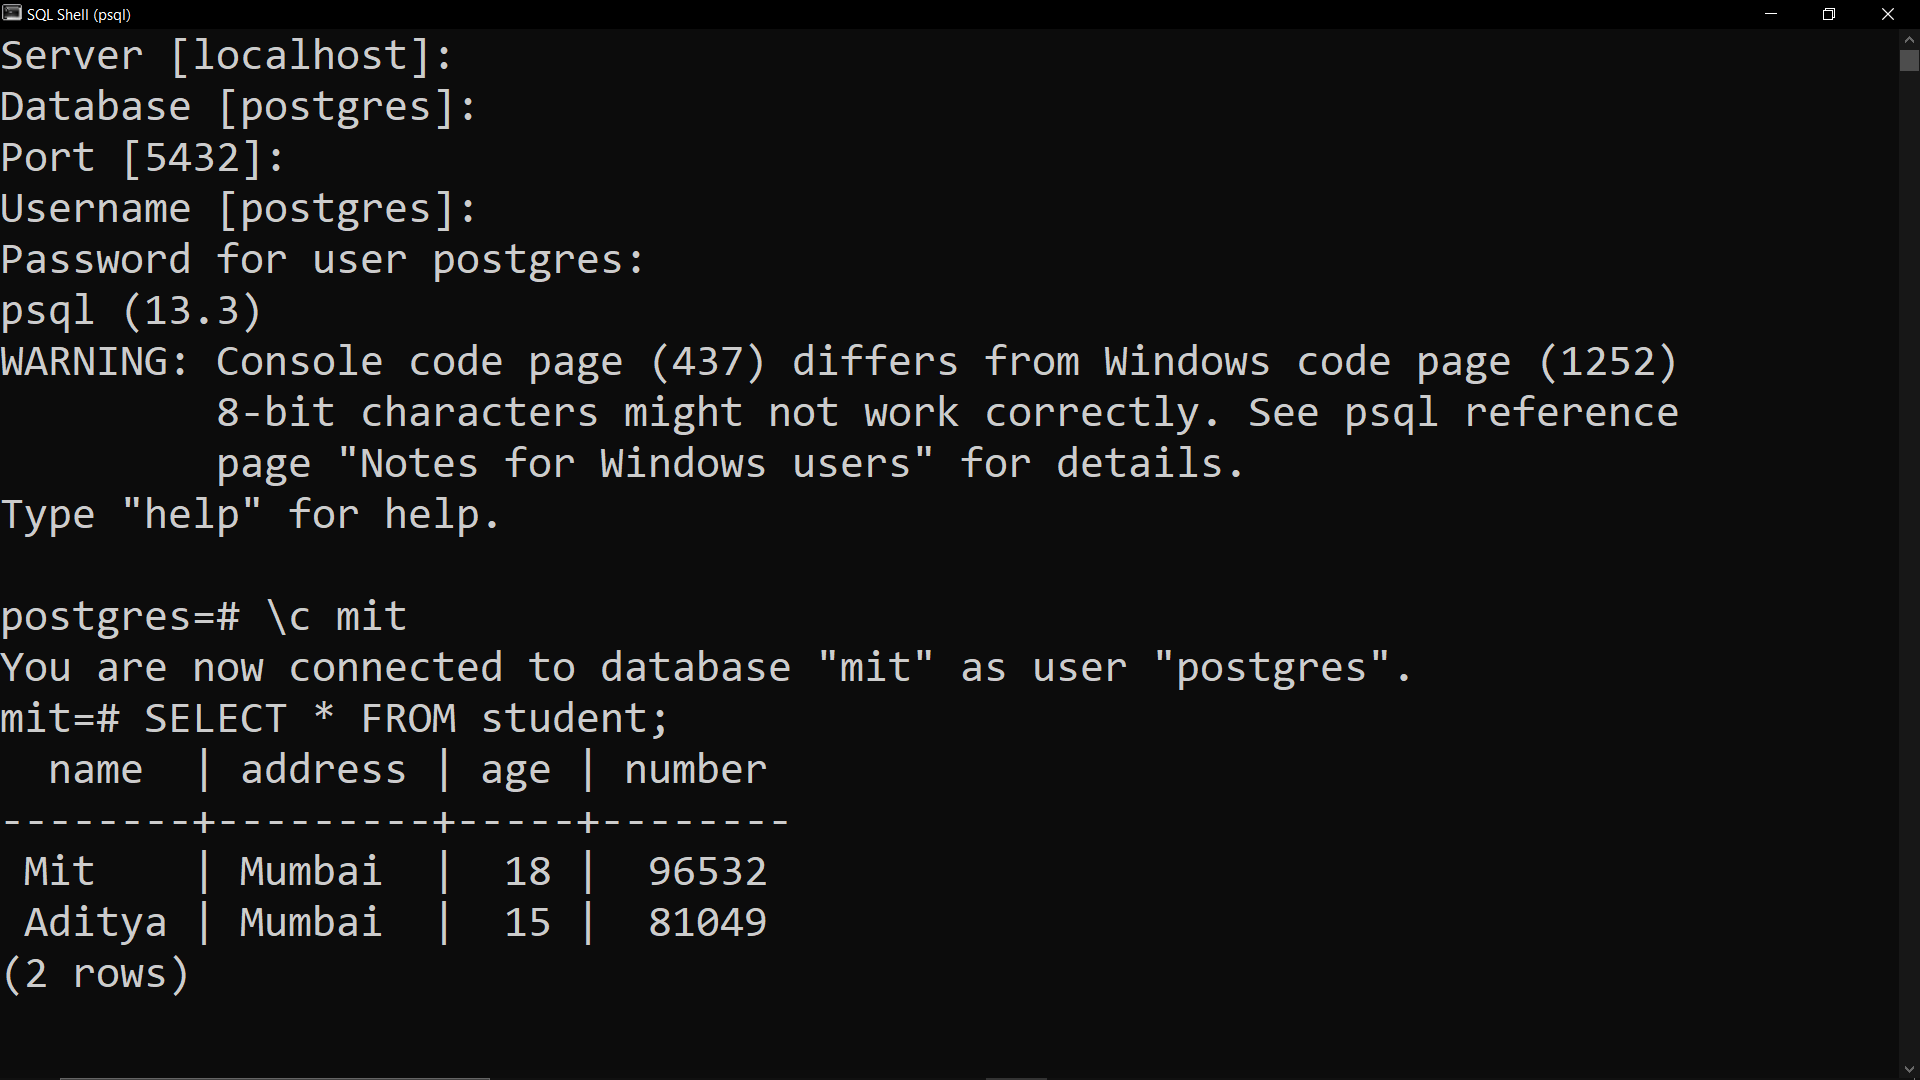 SQL Shell (psql)
Server [localhost]:
Database [postgres]:
Port [5432]:
Username [postgres]:
Password for user postgres:
psql (13.3)
WARNING: Console code page (437) differs from Windows code page (1252)
         8-bit characters might not work correctly. See psql reference
         page "Notes for Windows users" for details.
Type "help" for help.

postgres=# \c mit
You are now connected to database "mit" as user "postgres".
mit=# SELECT * FROM student;
  name  | address | age | number
--------+---------+-----+--------
 Mit    | Mumbai  |  18 |  96532
 Aditya | Mumbai  |  15 |  81049
(2 rows)